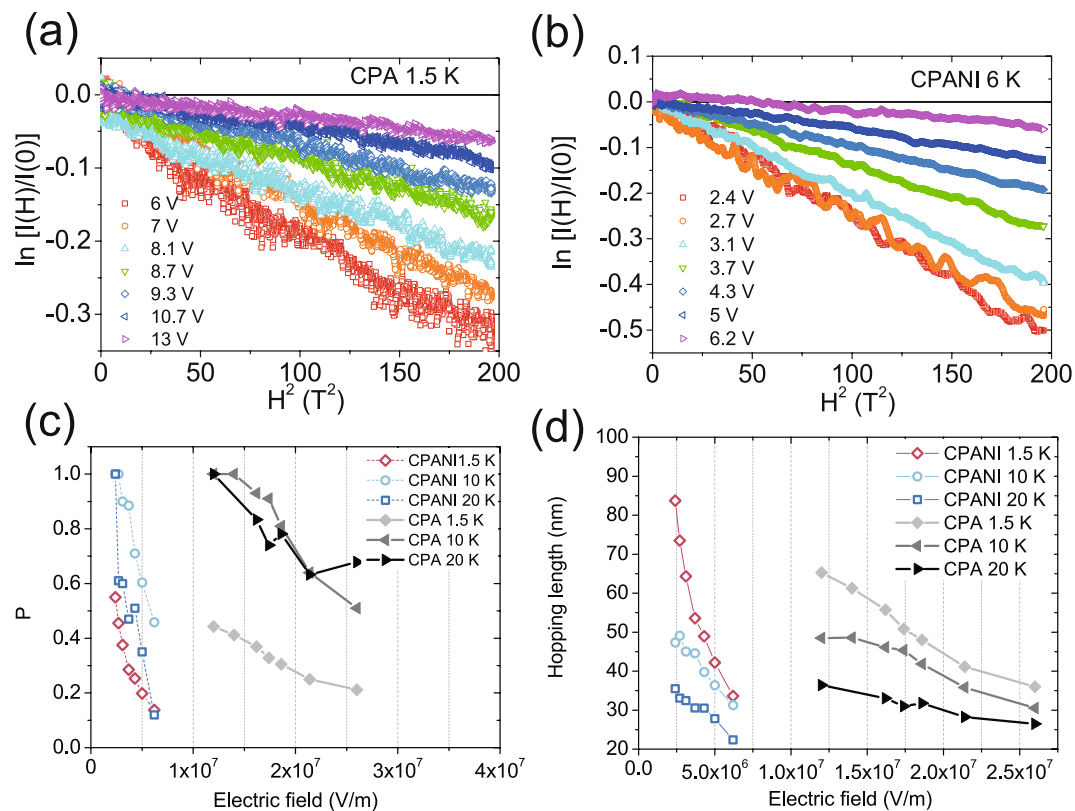 (a)
CPA 1.5 K
ln [I(H)/I(0)]
0.0
-0.1
-0.2
-0.3
6 V
7 V
8.1 V
8.7 V
9.3 V
10.7 V
13 V
0 50 100 150 200
H² (T²)
(b)
CPANI 6 K
ln [I(H)/I(0)]
0.1
0.0
-0.1
-0.2
-0.3
-0.4
-0.5
2.4 V
2.7 V
3.1 V
3.7 V
4.3 V
5 V
6.2 V
0 50 100 150 200
H² (T²)
(c)
P
1.0
0.8
0.6
0.4
0.2
0.0
CPANI1.5 K
CPANI 10 K
CPANI 20 K
CPA 1.5 K
CPA 10 K
CPA 20 K
0 1x10⁷ 2x10⁷ 3x10⁷ 4x10⁷
Electric field (V/m)
(d)
Hopping length (nm)
100
90
80
70
60
50
40
30
20
CPANI 1.5 K
CPANI 10 K
CPANI 20 K
CPA 1.5 K
CPA 10 K
CPA 20 K
0.0 5.0x10⁶ 1.0x10⁷ 1.5x10⁷ 2.0x10⁷ 2.5x10⁷
Electric field (V/m)